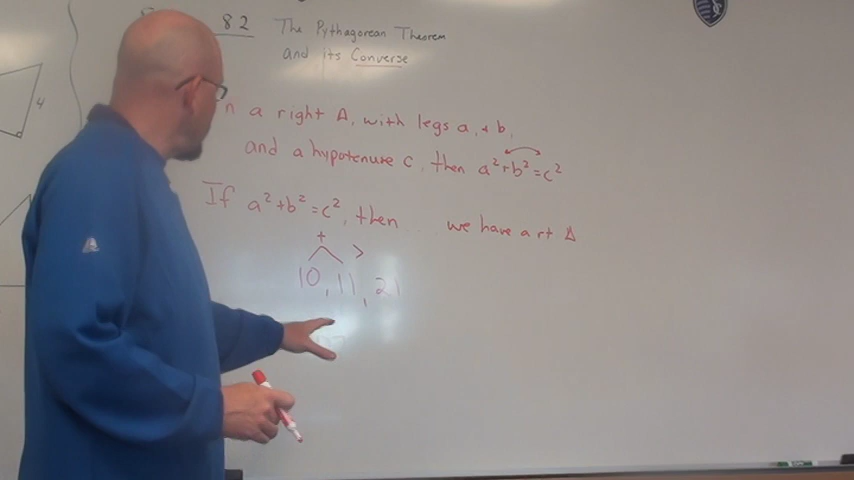 82 The Pythagorean Theorem
and its Converse
4
n a right Δ, with legs a, + b,
and a hypotenuse c, then a²+b²=c²
If a²+b²=c², then we have a rt Δ
+ >
10, 11, 21